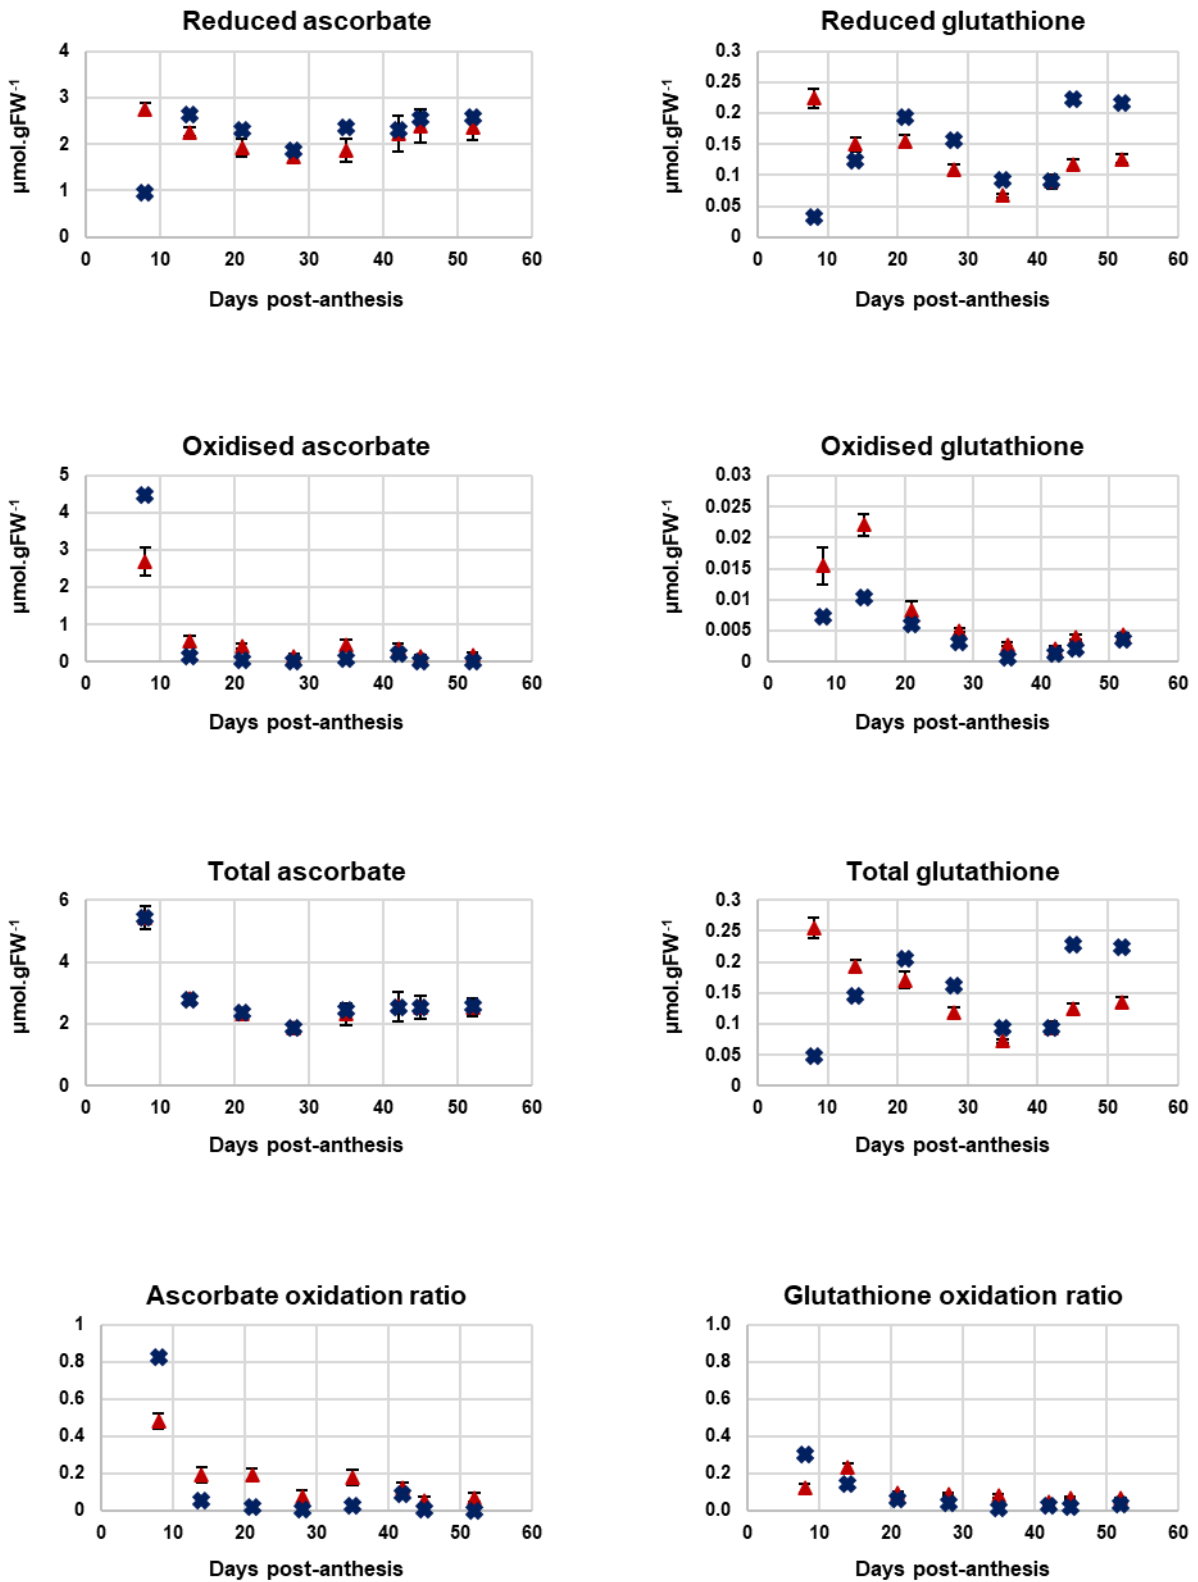 Reduced ascorbate
4
3
2
1
0
µmol.gFW⁻¹
0 10 20 30 40 50 60
Days post-anthesis
Reduced glutathione
0.3
0.25
0.2
0.15
0.1
0.05
0
µmol.gFW⁻¹
0 10 20 30 40 50 60
Days post-anthesis
Oxidised ascorbate
5
4
3
2
1
0
µmol.gFW⁻¹
0 10 20 30 40 50 60
Days post-anthesis
Oxidised glutathione
0.03
0.025
0.02
0.015
0.01
0.005
0
µmol.gFW⁻¹
0 10 20 30 40 50 60
Days post-anthesis
Total ascorbate
6
4
2
0
µmol.gFW⁻¹
0 10 20 30 40 50 60
Days post-anthesis
Total glutathione
0.3
0.25
0.2
0.15
0.1
0.05
0
µmol.gFW⁻¹
0 10 20 30 40 50 60
Days post-anthesis
Ascorbate oxidation ratio
1
0.8
0.6
0.4
0.2
0.0
0 10 20 30 40 50 60
Days post-anthesis
Glutathione oxidation ratio
1.0
0.8
0.6
0.4
0.2
0.0
0 10 20 30 40 50 60
Days post-anthesis